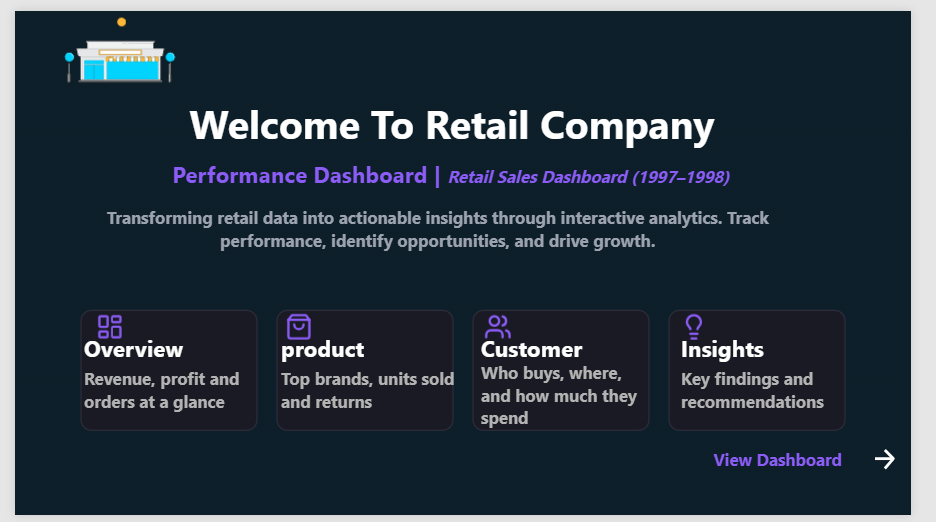 Welcome To Retail Company
Performance Dashboard | Retail Sales Dashboard (1997–1998)
Transforming retail data into actionable insights through interactive analytics. Track
performance, identify opportunities, and drive growth.
Overview
Revenue, profit and
orders at a glance
product
Top brands, units sold
and returns
Customer
Who buys, where,
and how much they
spend
Insights
Key findings and
recommendations
View Dashboard